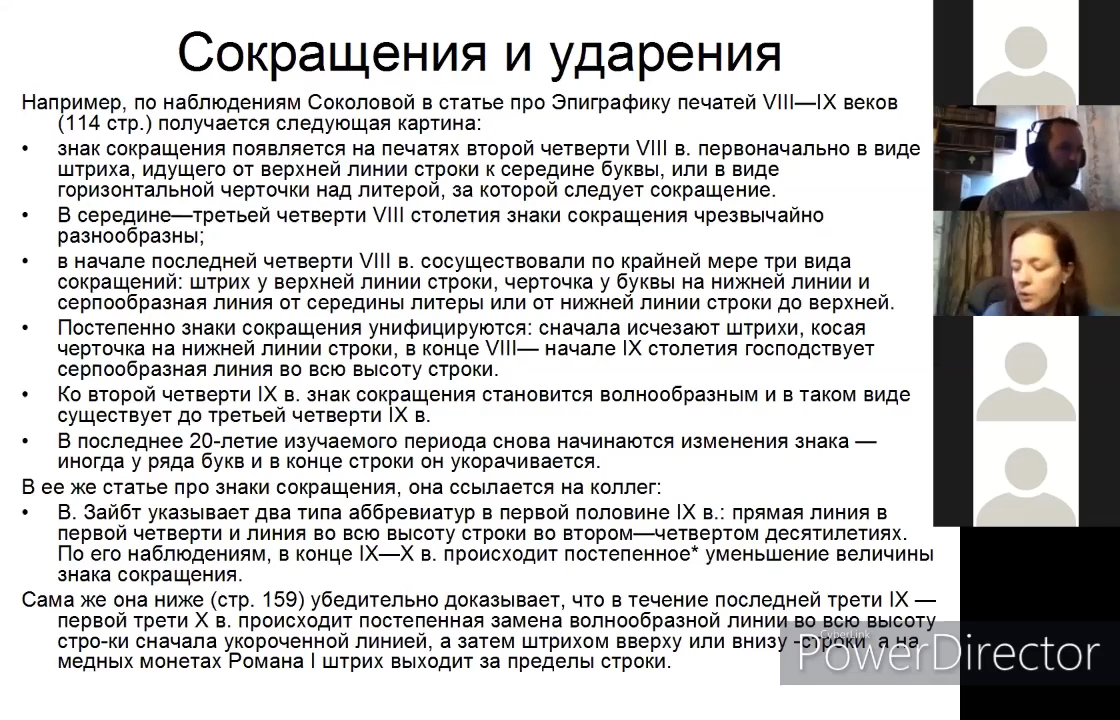 Сокращения и ударения
Например, по наблюдениям Соколовой в статье про Эпиграфику печатей VIII—IX веков
(114 стр.) получается следующая картина:
• знак сокращения появляется на печатях второй четверти VIII в. первоначально в виде
штриха, идущего от верхней линии строки к середине буквы, или в виде
горизонтальной черточки над литерой, за которой следует сокращение.
• В середине—третьей четверти VIII столетия знаки сокращения чрезвычайно
разнообразны;
• в начале последней четверти VIII в. сосуществовали по крайней мере три вида
сокращений: штрих у верхней линии строки, черточка у буквы на нижней линии и
серпообразная линия от середины литеры или от нижней линии строки до верхней.
• Постепенно знаки сокращения унифицируются: сначала исчезают штрихи, косая
черточка на нижней линии строки, в конце VIII— начале IX столетия господствует
серпообразная линия во всю высоту строки.
• Ко второй четверти IX в. знак сокращения становится волнообразным и в таком виде
существует до третьей четверти IX в.
• В последнее 20-летие изучаемого периода снова начинаются изменения знака —
иногда у ряда букв и в конце строки он укорачивается.
В ее же статье про знаки сокращения, она ссылается на коллег:
• В. Зайбт указывает два типа аббревиатур в первой половине IX в.: прямая линия в
первой четверти и линия во всю высоту строки во втором—четвертом десятилетиях.
По его наблюдениям, в конце IX—X в. происходит постепенное* уменьшение величины
знака сокращения.
Сама же она ниже (стр. 159) убедительно доказывает, что в течение последней трети IX —
первой трети X в. происходит постепенная замена волнообразной линии во всю высоту
стро-ки сначала укороченной линией, а затем штрихом вверху или внизу -строки, а на
медных монетах Романа I штрих выходит за пределы строки.
CyberLink
PowerDirector